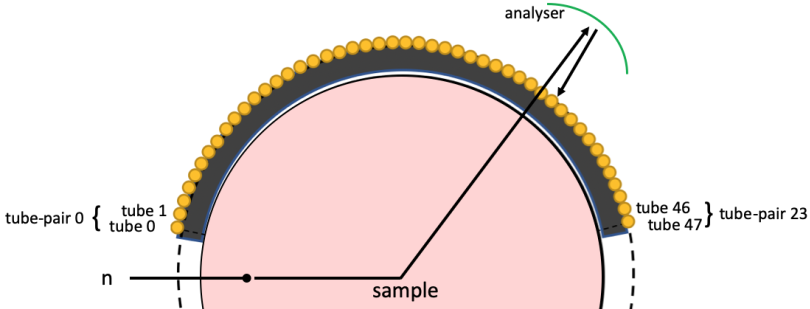 analyser
tube-pair 0 { tube 1
tube 0
tube 46 } tube-pair 23
tube 47
n
sample